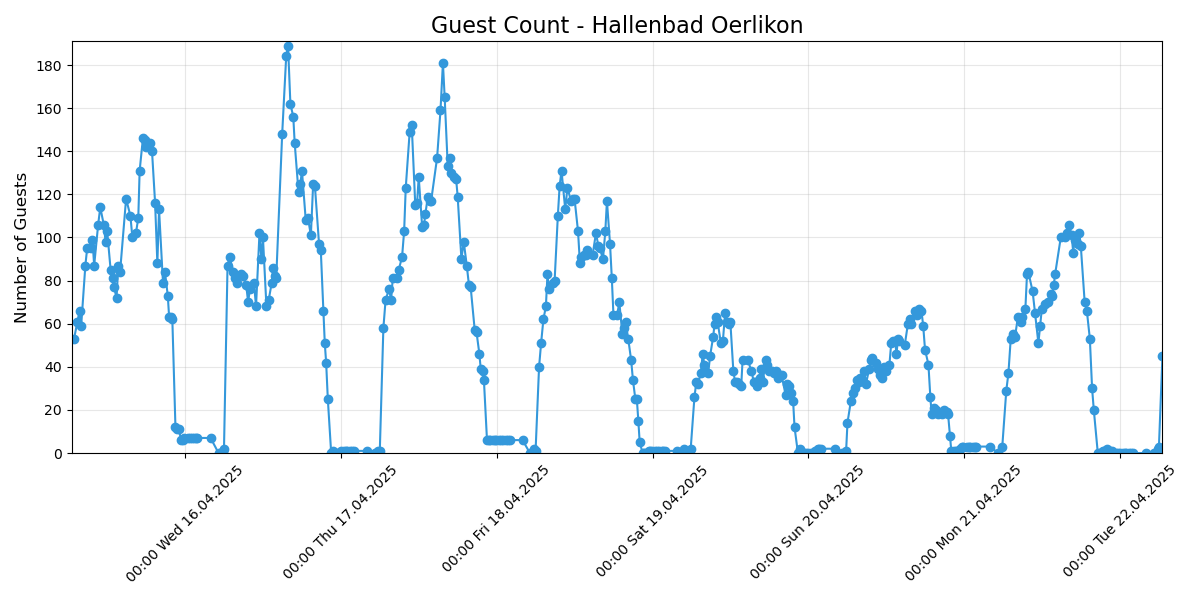 Guest Count - Hallenbad Oerlikon
Number of Guests
180
160
140
120
100
80
60
40
20
0
00:00 Wed 16.04.2025
00:00 Thu 17.04.2025
00:00 Fri 18.04.2025
00:00 Sat 19.04.2025
00:00 Sun 20.04.2025
00:00 Mon 21.04.2025
00:00 Tue 22.04.2025